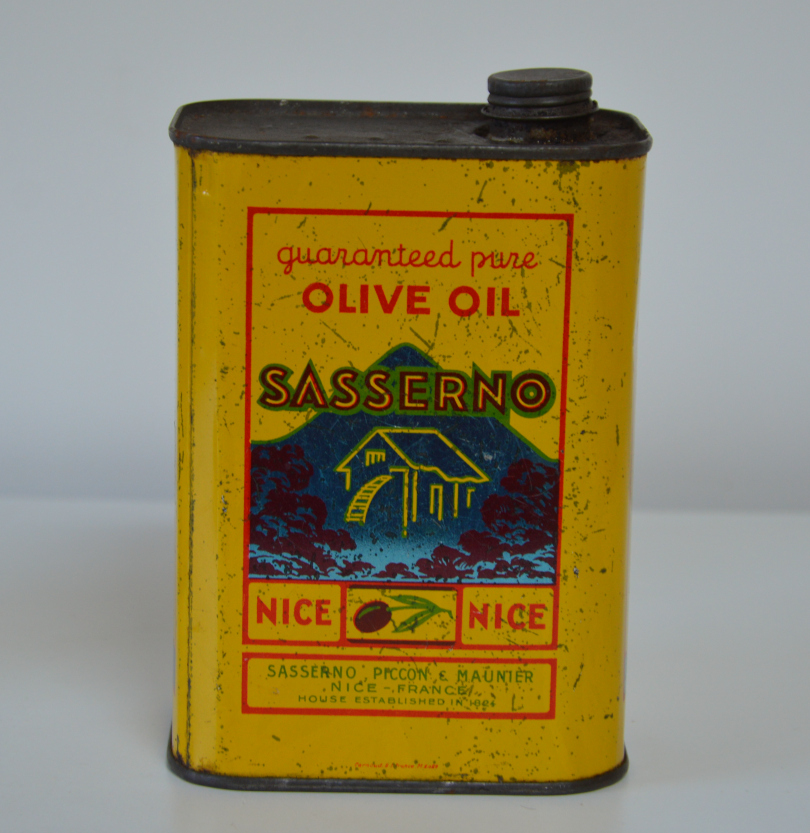 guaranteed pure
OLIVE OIL
SASSERNO
NICE NICE
SASSERNO PICCON & MAUNIER
NICE - FRANCE
HOUSE ESTABLISHED IN